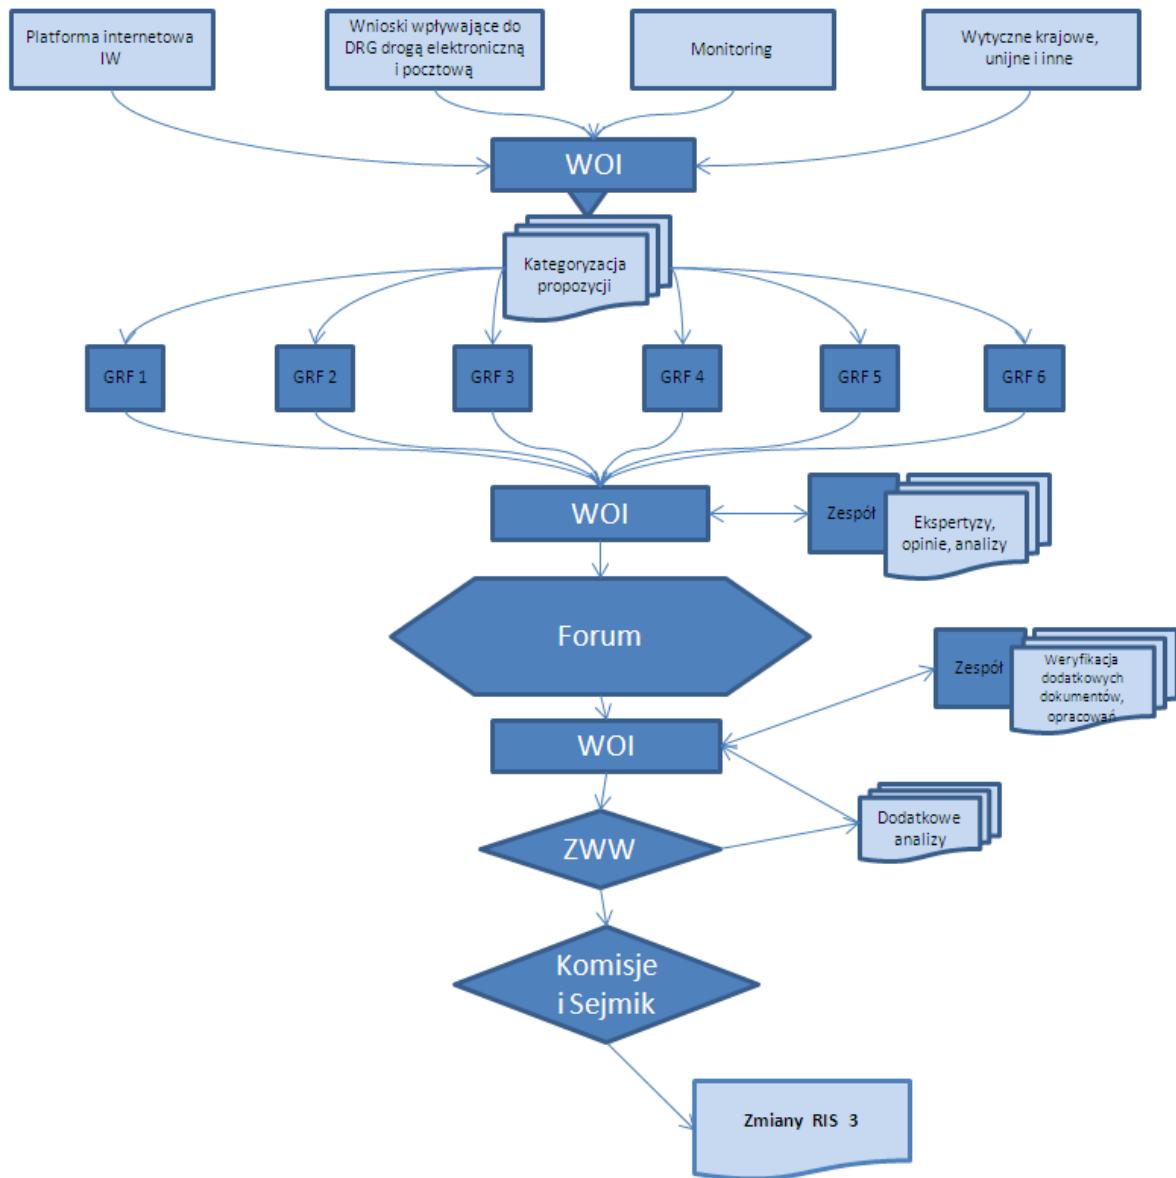 Platforma internetowa
IW
Wnioski wpływające do
DRG drogą elektroniczną
i pocztową
Monitoring
Wytyczne krajowe,
unijne i inne
WOI
Kategoryzacja
propozycji
GRF 1
GRF 2
GRF 3
GRF 4
GRF 5
GRF 6
WOI
Zespół
Ekspertyzy,
opinie, analizy
Forum
Zespół
Weryfikacja
dodatkowych
dokumentów,
opracowań
WOI
Dodatkowe
analizy
ZWW
Komisje
i Sejmik
Zmiany RIS 3